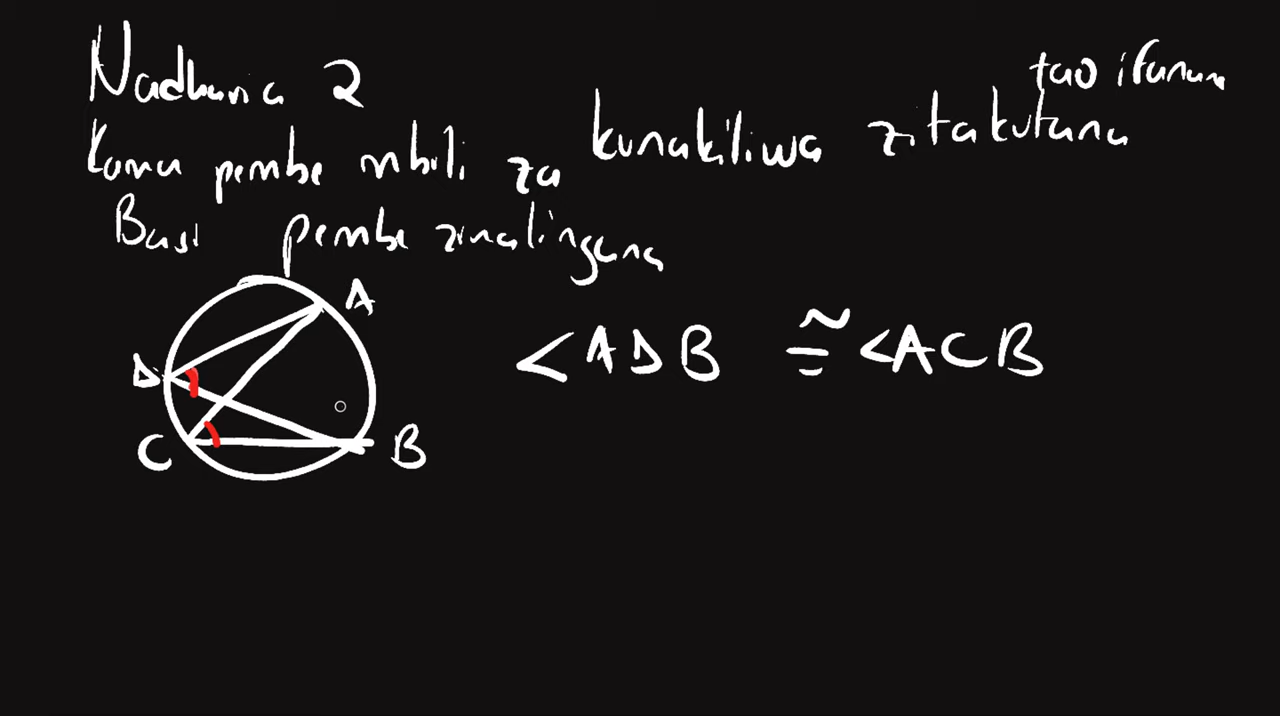 Nadharia 2
Kama pembe mbili za kunakiliwa zitakutana tao ifanana
Basi pembe zinalingana
A
D
C
B
<ADB ≅ <ACB